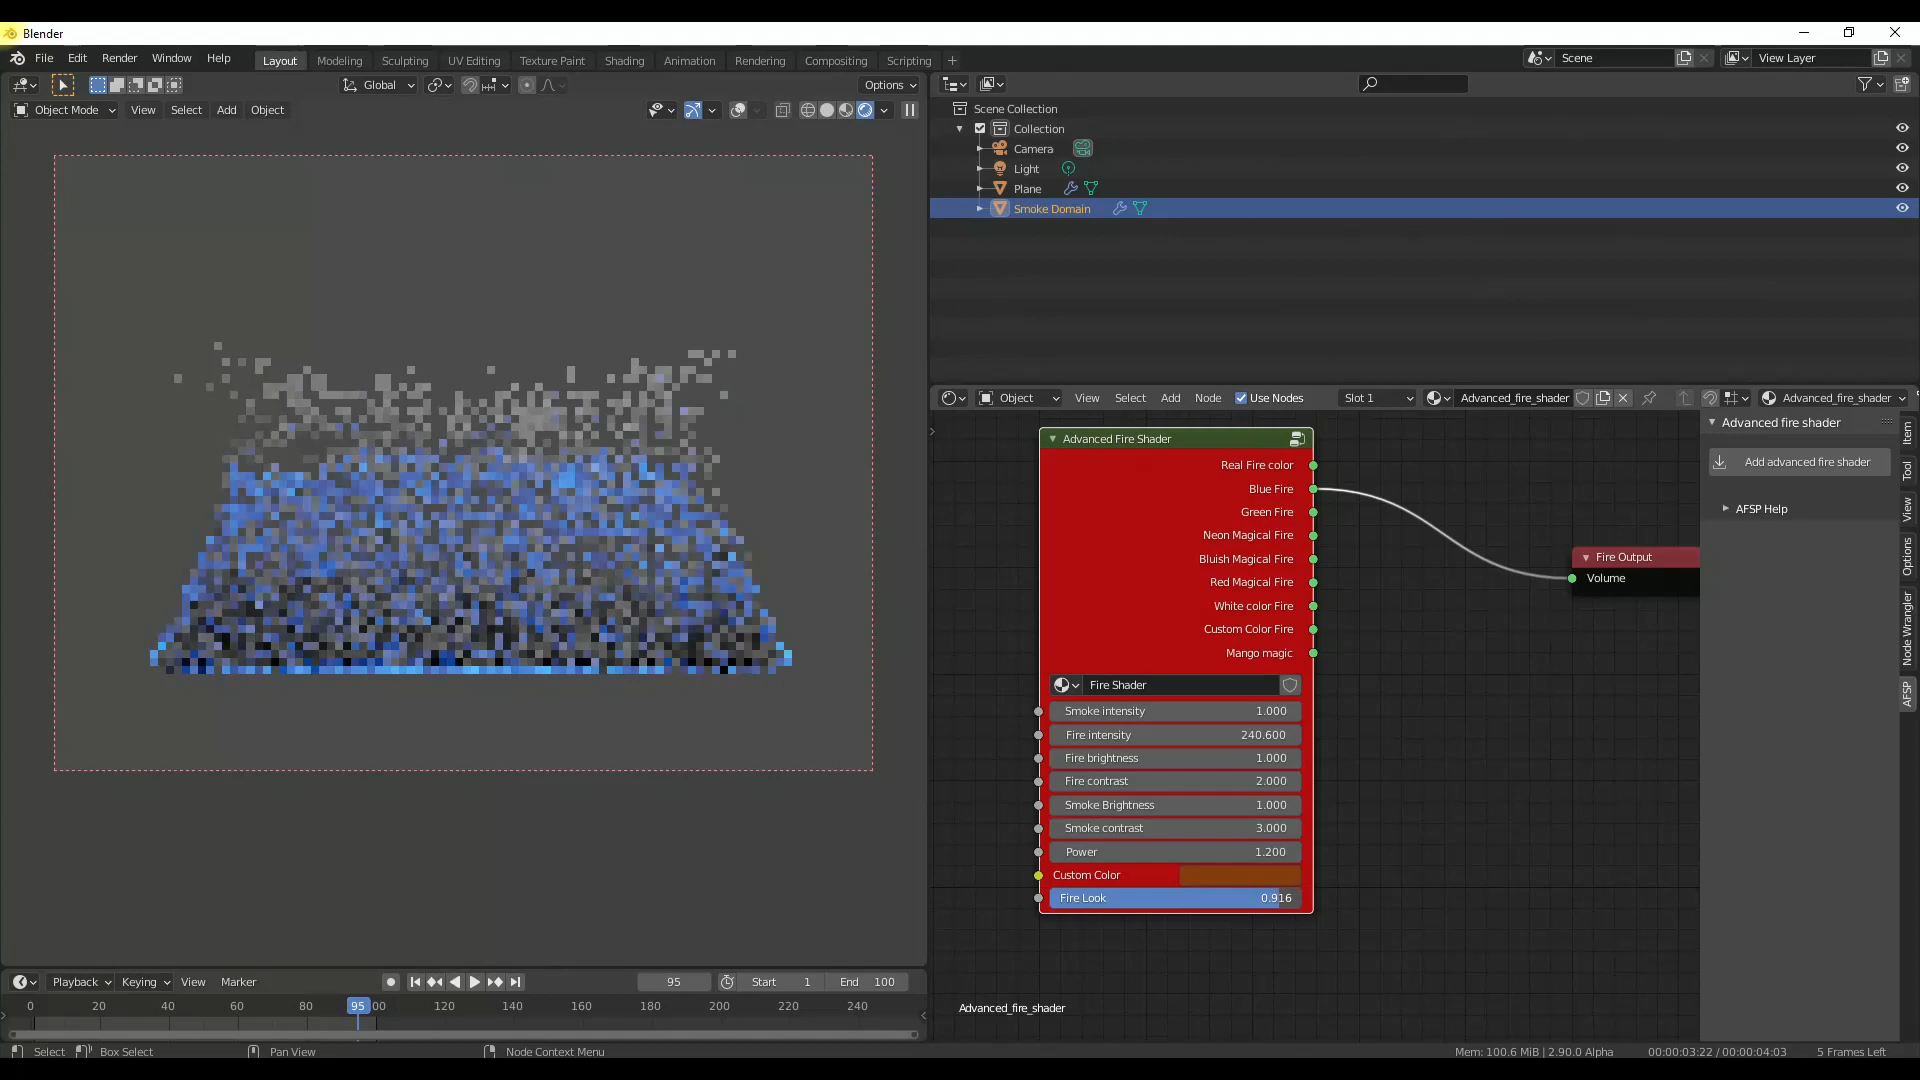 Blender
File Edit Render Window Help
Layout Modeling Sculpting UV Editing Texture Paint Shading Animation Rendering Compositing Scripting +
Scene View Layer
Global Options
Object Mode View Select Add Object
Scene Collection
Collection
Camera
Light
Plane
Smoke Domain
Object View Select Add Node Use Nodes Slot 1 Advanced_fire_shader Advanced_fire_shader
Advanced Fire Shader
Real Fire color
Blue Fire
Green Fire
Neon Magical Fire
Bluish Magical Fire
Red Magical Fire
White color Fire
Custom Color Fire
Mango magic
Fire Shader
Smoke intensity 1.000
Fire intensity 240.600
Fire brightness 1.000
Fire contrast 2.000
Smoke Brightness 1.000
Smoke contrast 3.000
Power 1.200
Custom Color
Fire Look 0.916
Fire Output
Volume
Advanced fire shader
Add advanced fire shader
AFSP Help
Item
Tool
View
Options
Node Wrangler
AFSP
Advanced_fire_shader
Playback Keying View Marker 95 Start 1 End 100
0 20 40 60 80 95 00 120 140 160 180 200 220 240
Select Box Select Pan View Node Context Menu Mem: 100.6 MiB | 2.90.0 Alpha 00:00:03:22 / 00:00:04:03 5 Frames Left